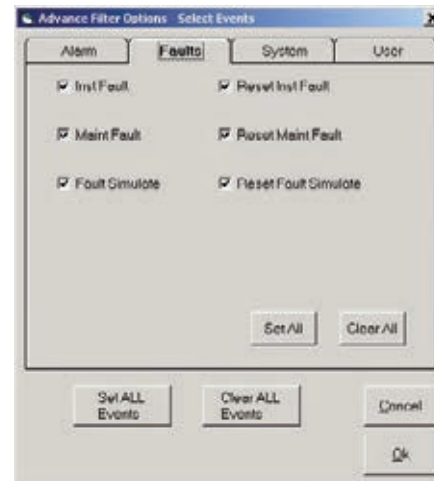 Advance Filter Options Select Events
Alarm Faults System User
Inst Fault Reset Inst Fault
Maint Fault Reset Maint Fault
Fault Simulate Reset Fault Simulate
Set All Clear All
Set ALL Events
Clear ALL Events
Cancel
Ok